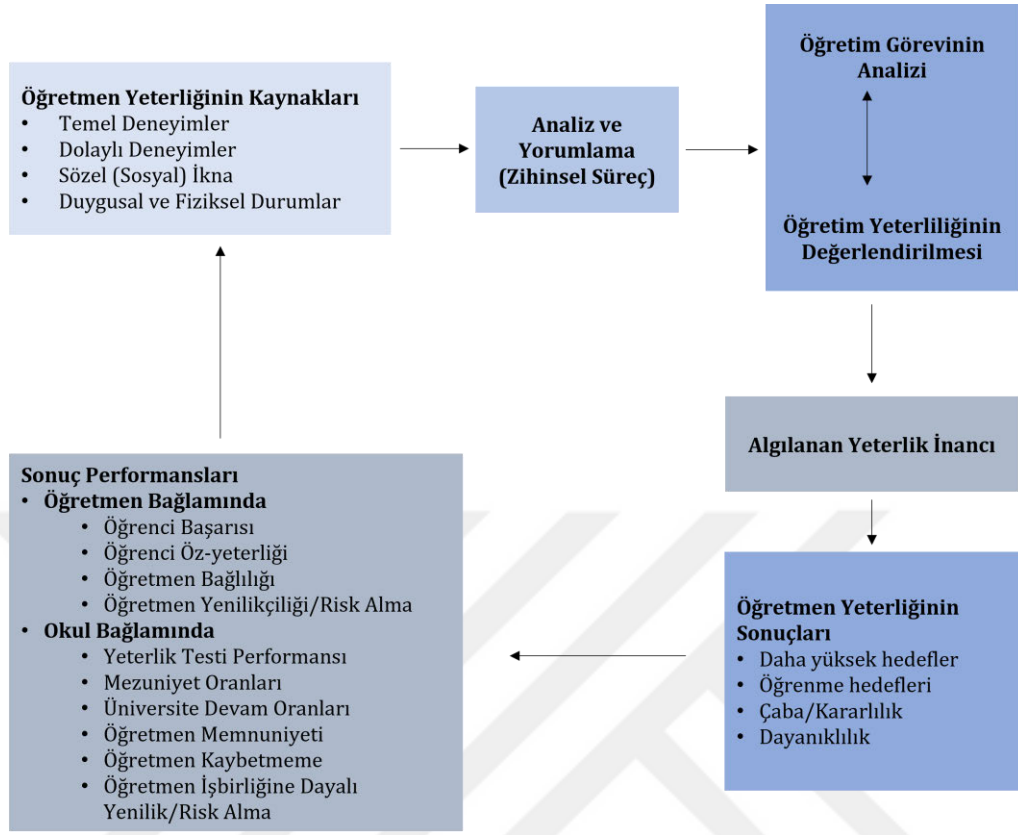 Öğretmen Yeterliğinin Kaynakları
• Temel Deneyimler
• Dolaylı Deneyimler
• Sözel (Sosyal) İkna
• Duygusal ve Fiziksel Durumlar
Analiz ve
Yorumlama
(Zihinsel Süreç)
Öğretim Görevinin
Analizi
Öğretim Yeterliliğinin
Değerlendirilmesi
Algılanan Yeterlik İnancı
Öğretmen Yeterliğinin
Sonuçları
• Daha yüksek hedefler
• Öğrenme hedefleri
• Çaba/Kararlılık
• Dayanıklılık
Sonuç Performansları
• Öğretmen Bağlamında
• Öğrenci Başarısı
• Öğrenci Öz-yeterliği
• Öğretmen Bağlılığı
• Öğretmen Yenilikçiliği/Risk Alma
• Okul Bağlamında
• Yeterlik Testi Performansı
• Mezuniyet Oranları
• Üniversite Devam Oranları
• Öğretmen Memnuniyeti
• Öğretmen Kaybetmeme
• Öğretmen İşbirliğine Dayalı
Yenilik/Risk Alma